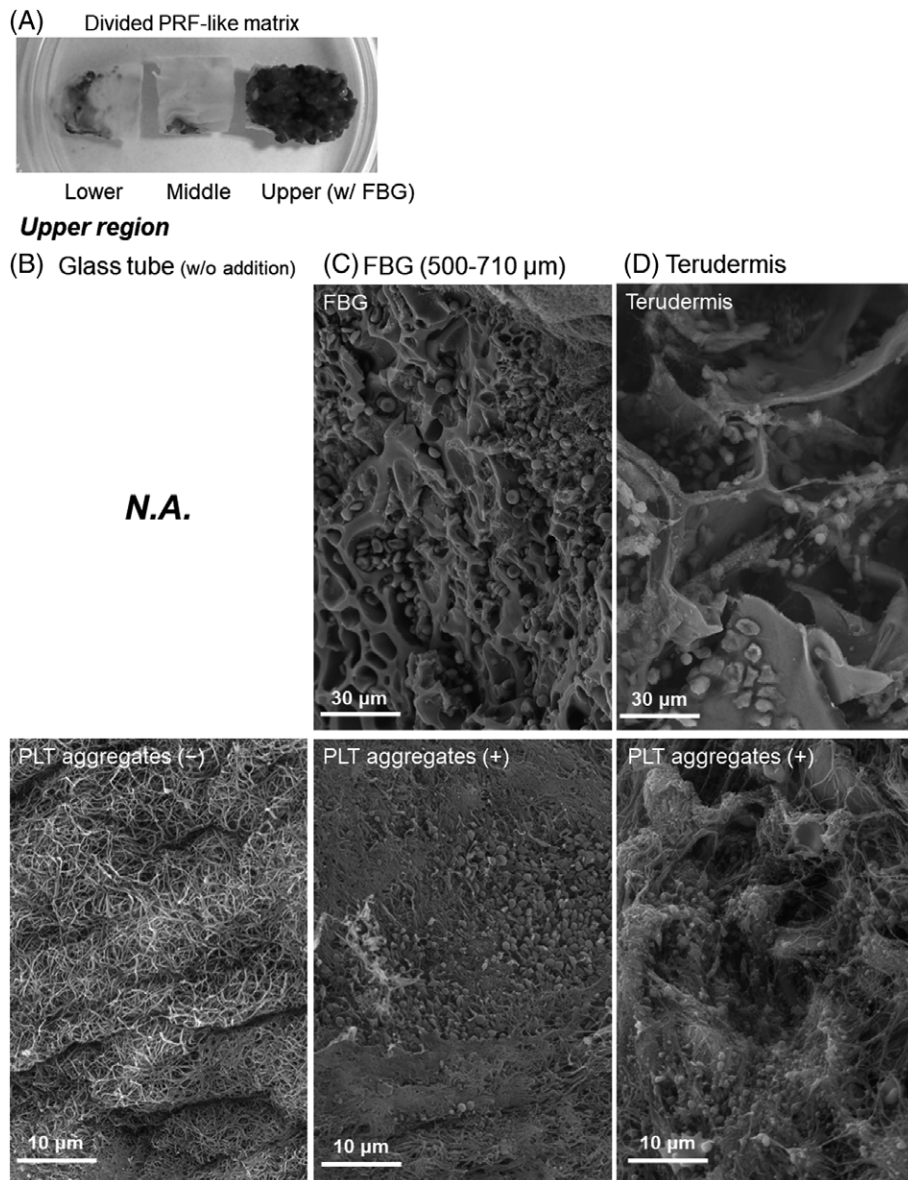 (A) Divided PRF-like matrix
Lower Middle Upper (w/ FBG)
Upper region
(B) Glass tube (w/o addition) (C) FBG (500-710 µm) (D) Terudermis
FBG Terudermis
N.A.
30 µm 30 µm
PLT aggregates (−) PLT aggregates (+) PLT aggregates (+)
10 µm 10 µm 10 µm